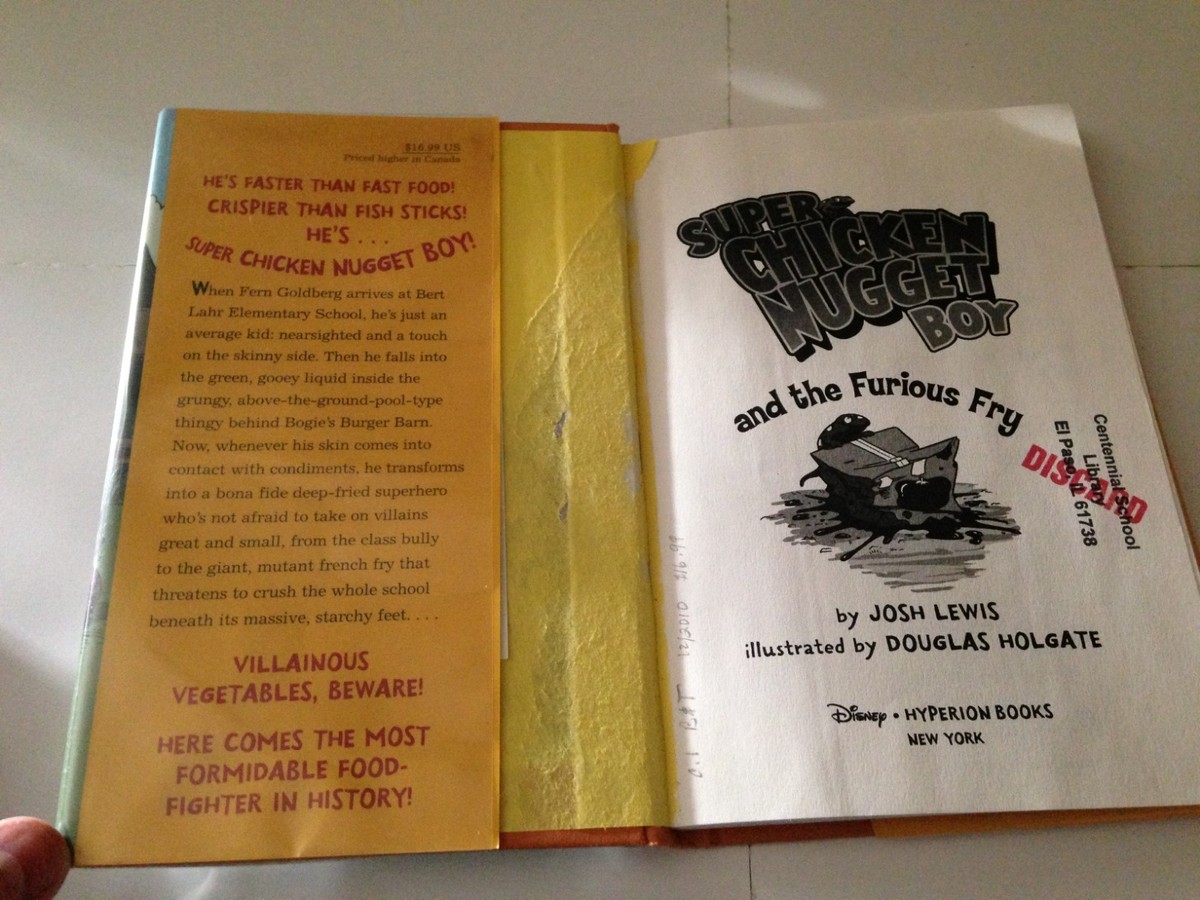 $16.99 US
Priced higher in Canada
HE'S FASTER THAN FAST FOOD!
CRISPIER THAN FISH STICKS!
HE'S . . .
SUPER CHICKEN NUGGET BOY!
When Fern Goldberg arrives at Bert
Lahr Elementary School, he's just an
average kid: nearsighted and a touch
on the skinny side. Then he falls into
the green, gooey liquid inside the
grungy, above-the-ground-pool-type
thingy behind Bogie's Burger Barn.
Now, whenever his skin comes into
contact with condiments, he transforms
into a bona fide deep-fried superhero
who's not afraid to take on villains
great and small, from the class bully
to the giant, mutant french fry that
threatens to crush the whole school
beneath its massive, starchy feet. . . .
VILLAINOUS
VEGETABLES, BEWARE!
HERE COMES THE MOST
FORMIDABLE FOOD-
FIGHTER IN HISTORY!
SUPER
CHICKEN
NUGGET
BOY
and the Furious Fry
by JOSH LEWIS
illustrated by DOUGLAS HOLGATE
Disney • HYPERION BOOKS
NEW YORK
Centennial School
Library
El Paso, IL 61738
DISCARD
12/2010